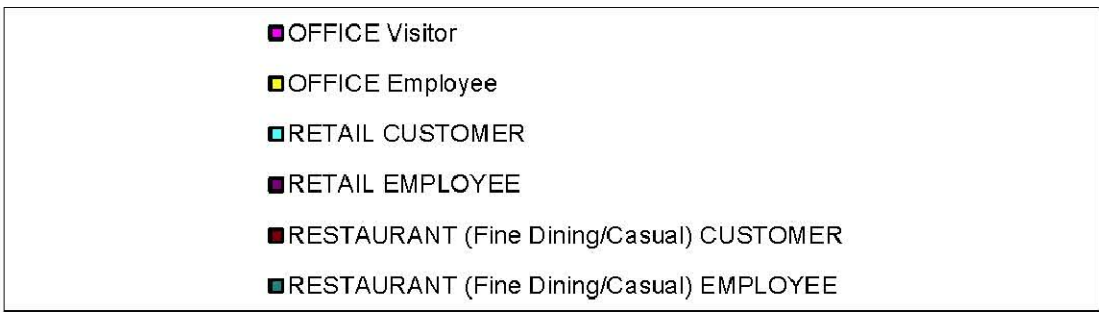 OFFICE Visitor
OFFICE Employee
RETAIL CUSTOMER
RETAIL EMPLOYEE
RESTAURANT (Fine Dining/Casual) CUSTOMER
RESTAURANT (Fine Dining/Casual) EMPLOYEE